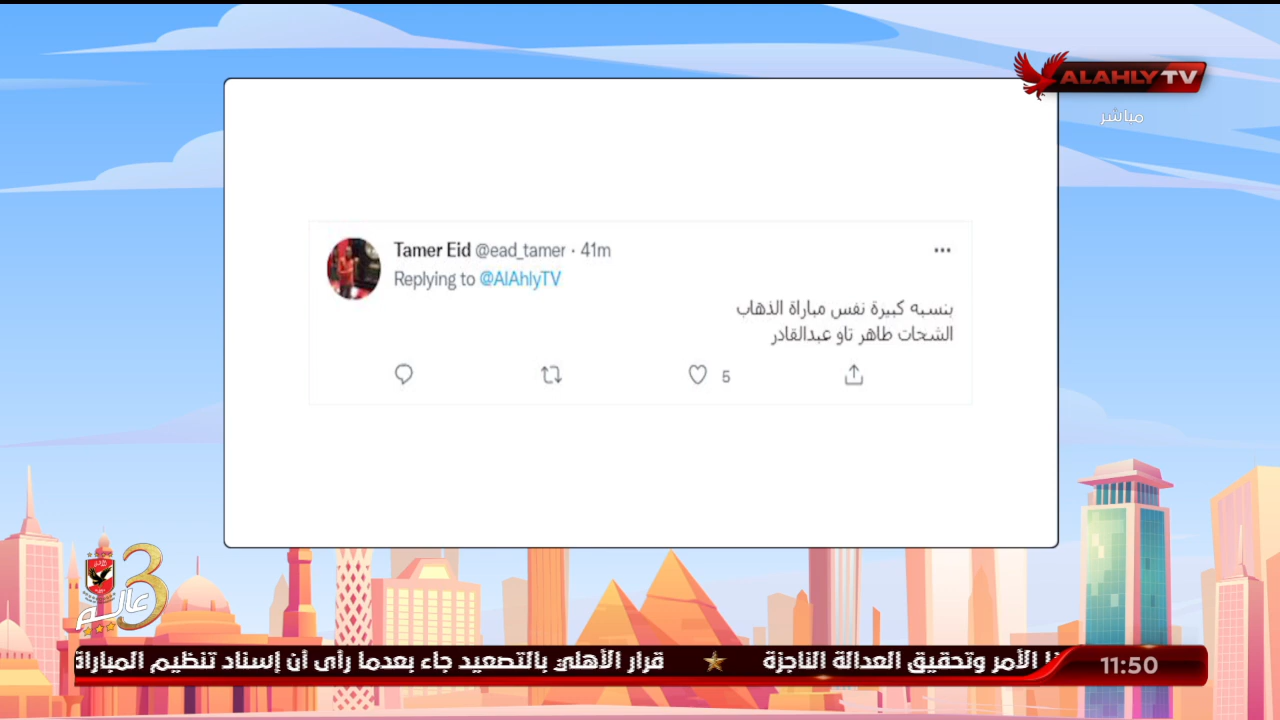 ALAHLY TV
مباشر
Tamer Eid @ead_tamer · 41m
Replying to @AlAhlyTV
بنسبه كبيرة نفس مباراة الذهاب
الشحات طاهر تاو عبدالقادر
5
3
عالم
الأمر وتحقيق العدالة الناجزة
قرار الأهلي بالتصعيد جاء بعدما رأى أن إسناد تنظيم المباراة
11:50